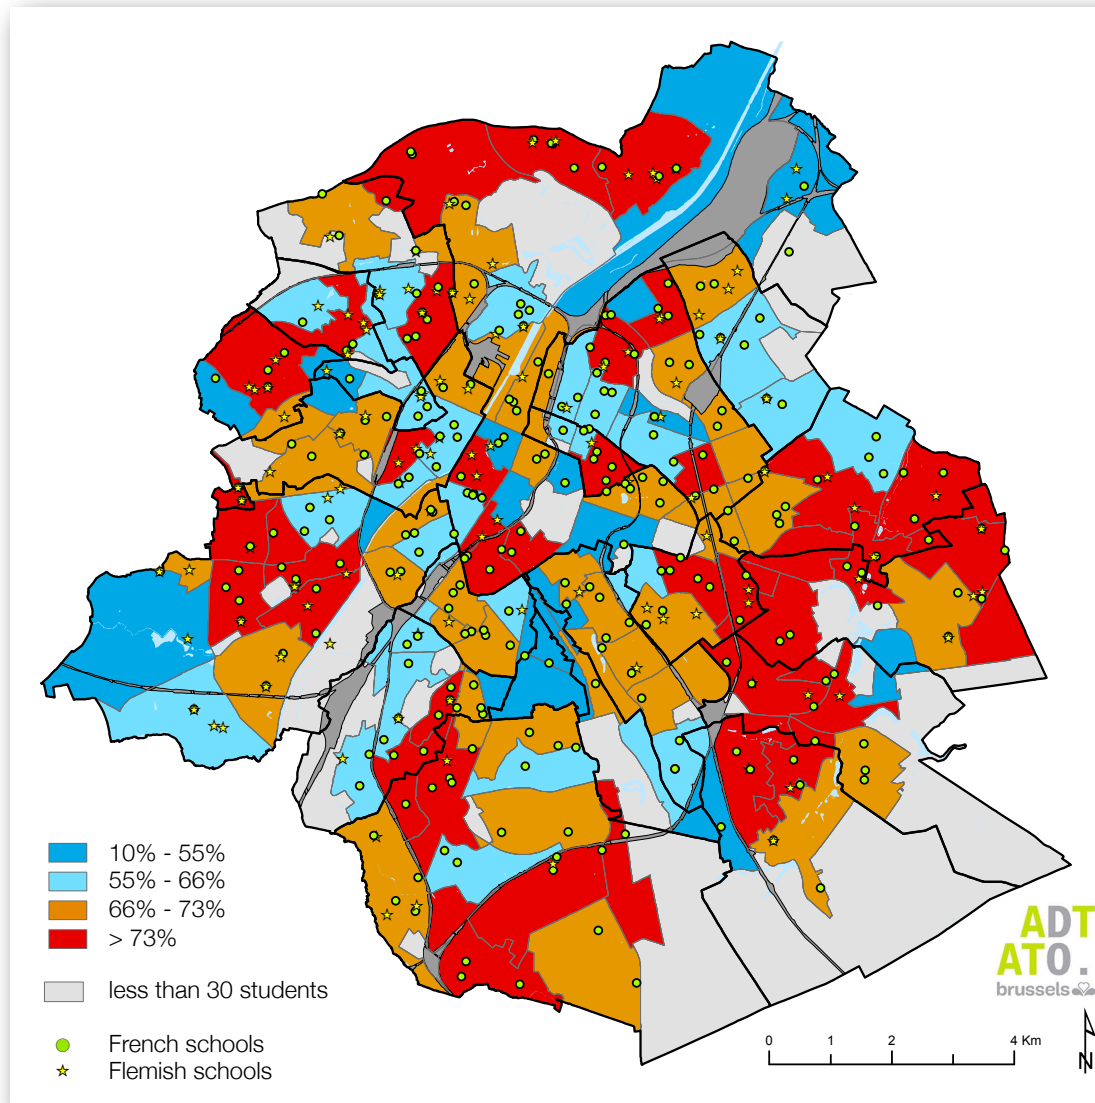 10% - 55%
55% - 66%
66% - 73%
> 73%
less than 30 students
French schools
Flemish schools
ADT
ATO.
brussels
0 1 2 4 Km
N